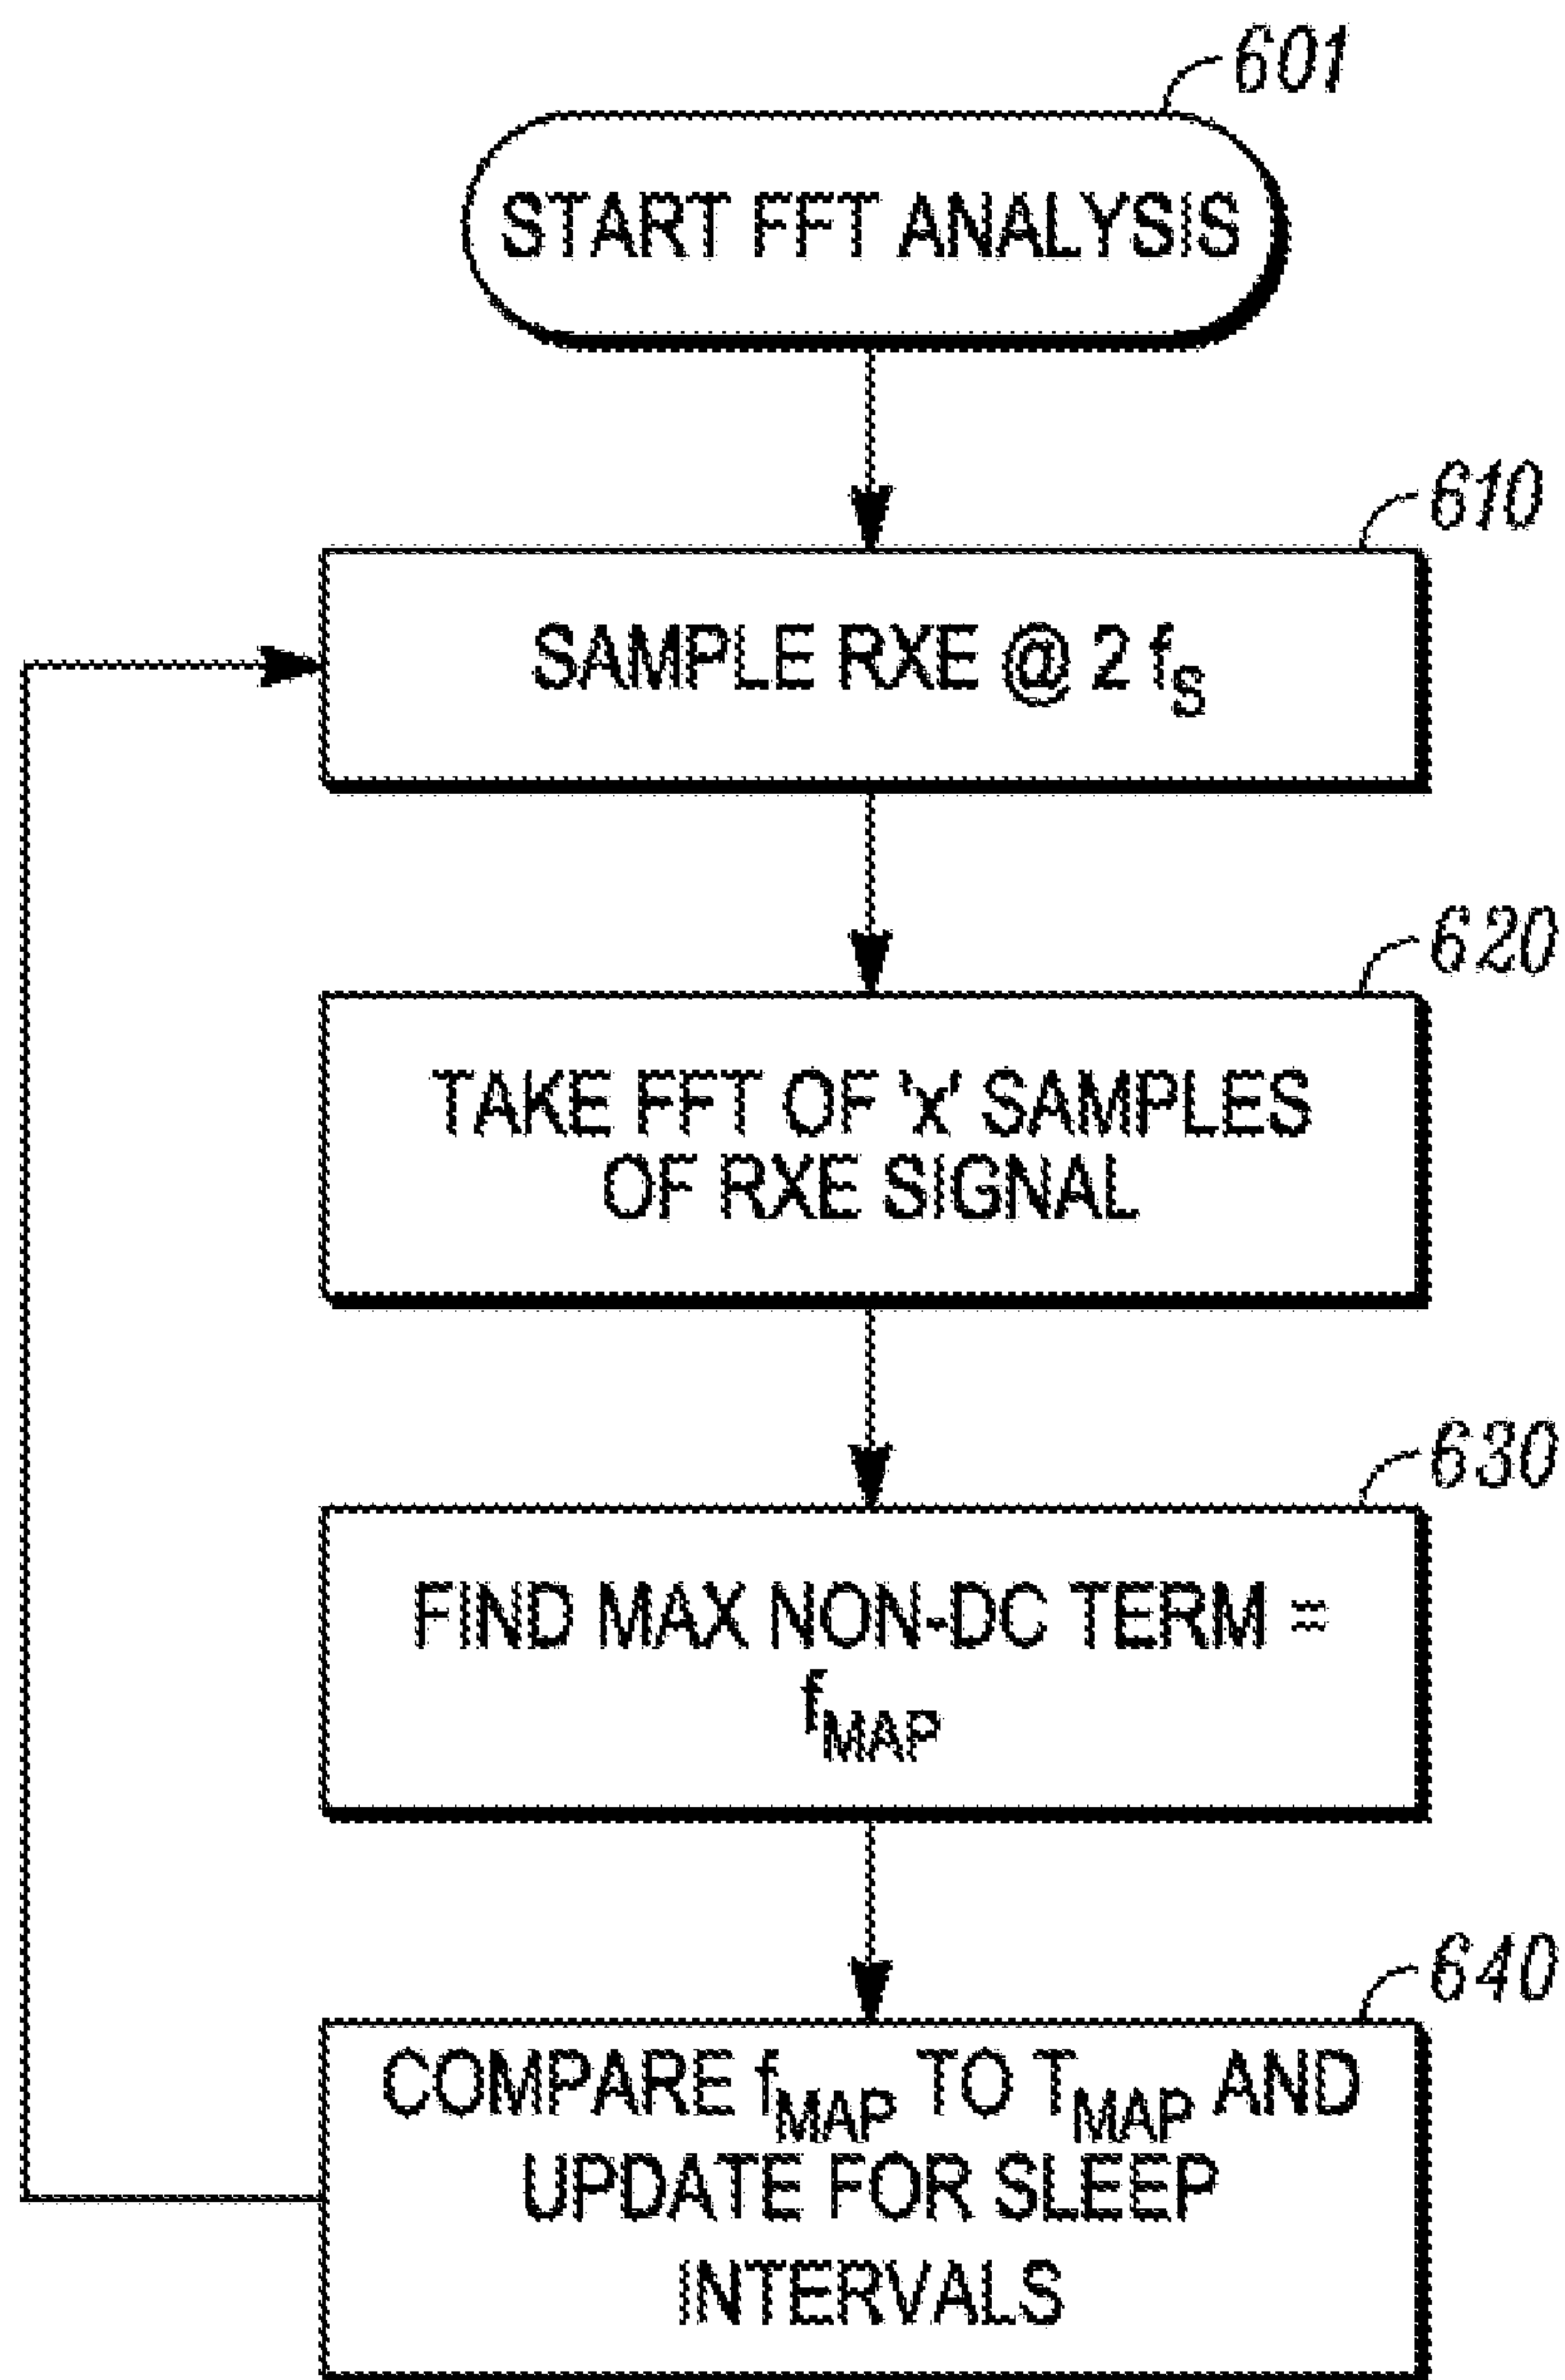 601
START FFT ANALYSIS
610
SAMPLE RXE @ 2 fS
620
TAKE FFT OF 'x' SAMPLES
OF RXE SIGNAL
630
FIND MAX NON-DC TERM =
fMAP
640
COMPARE fMAP TO TMAP AND
UPDATE FOR SLEEP
INTERVALS